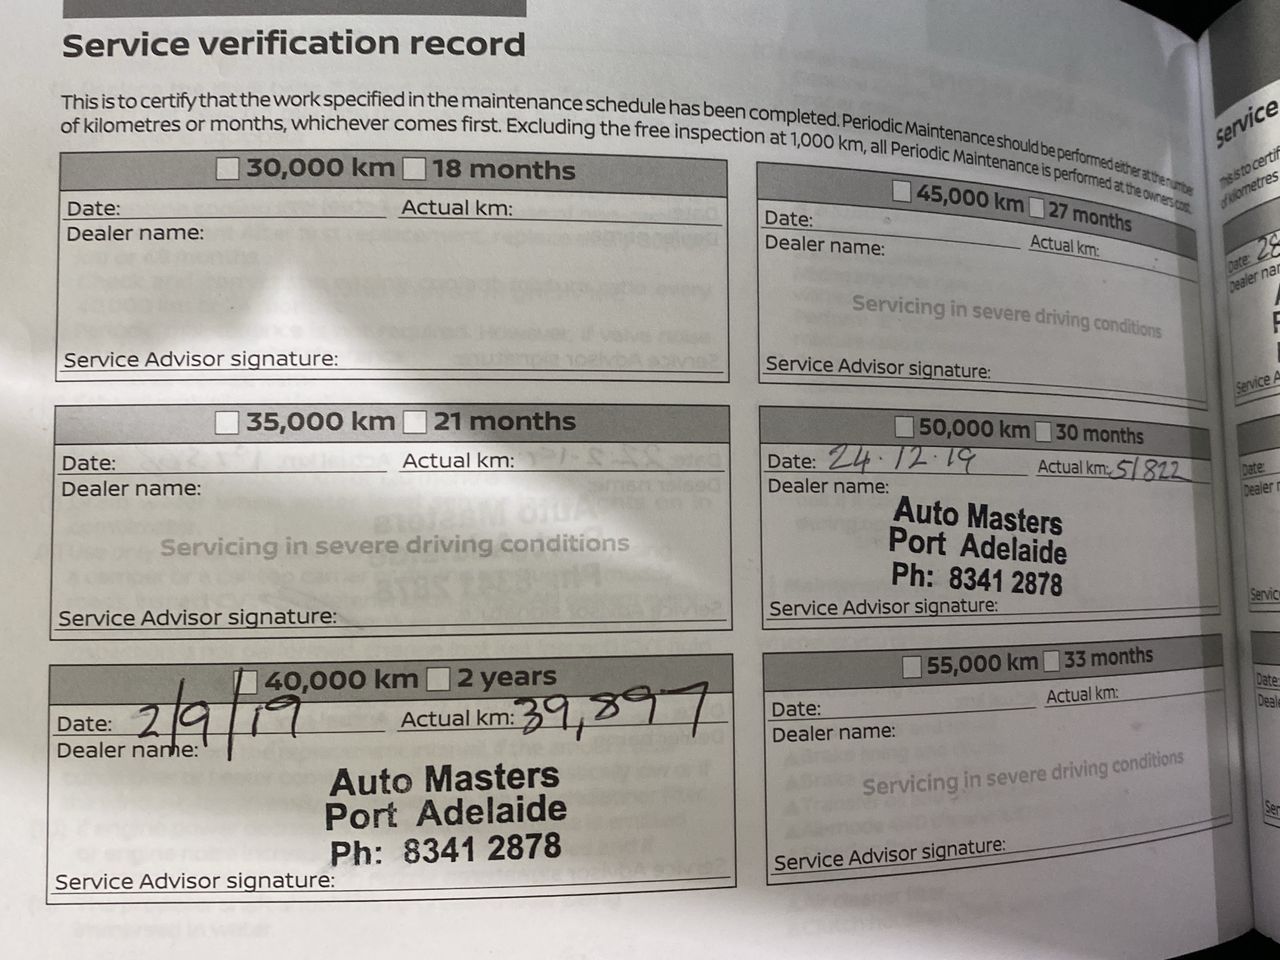 Service verification record
This is to certify that the work specified in the maintenance schedule has been completed. Periodic Maintenance should be performed either at the number
of kilometres or months, whichever comes first. Excluding the free inspection at 1,000 km, all Periodic Maintenance is performed at the owners cost.
30,000 km 18 months
Date: Actual km:
Dealer name:
Service Advisor signature:
35,000 km 21 months
Date: Actual km:
Dealer name:
Servicing in severe driving conditions
Service Advisor signature:
40,000 km 2 years
Date: 2/9/19 Actual km: 39,897
Dealer name:
Auto Masters
Port Adelaide
Ph: 8341 2878
Service Advisor signature:
45,000 km 27 months
Date: Actual km:
Dealer name:
Servicing in severe driving conditions
Service Advisor signature:
50,000 km 30 months
Date: 24.12.19 Actual km: 51822
Dealer name:
Auto Masters
Port Adelaide
Ph: 8341 2878
Service Advisor signature:
55,000 km 33 months
Date: Actual km:
Dealer name:
Servicing in severe driving conditions
Service Advisor signature:
Service
of kilometres
Date: 28
Date:
Date: